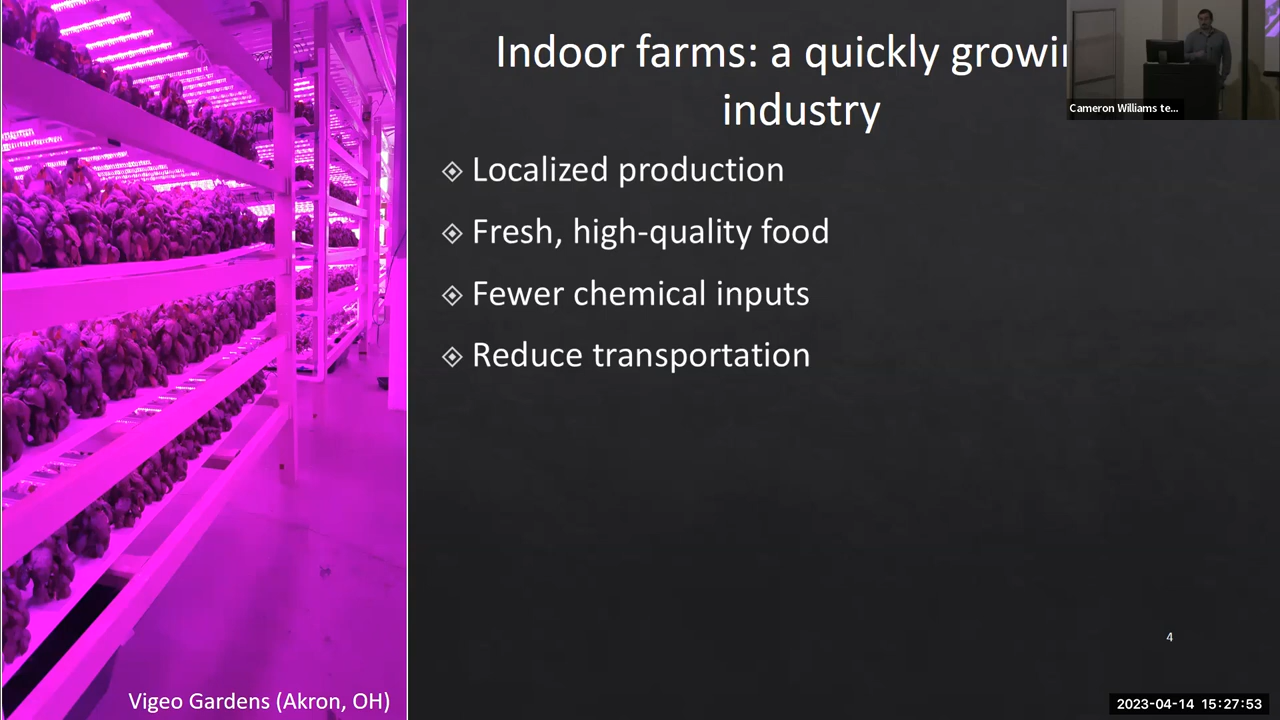 Indoor farms: a quickly growin
industry
Localized production
Fresh, high-quality food
Fewer chemical inputs
Reduce transportation
Cameron Williams te...
4
Vigeo Gardens (Akron, OH)
2023-04-14 15:27:53